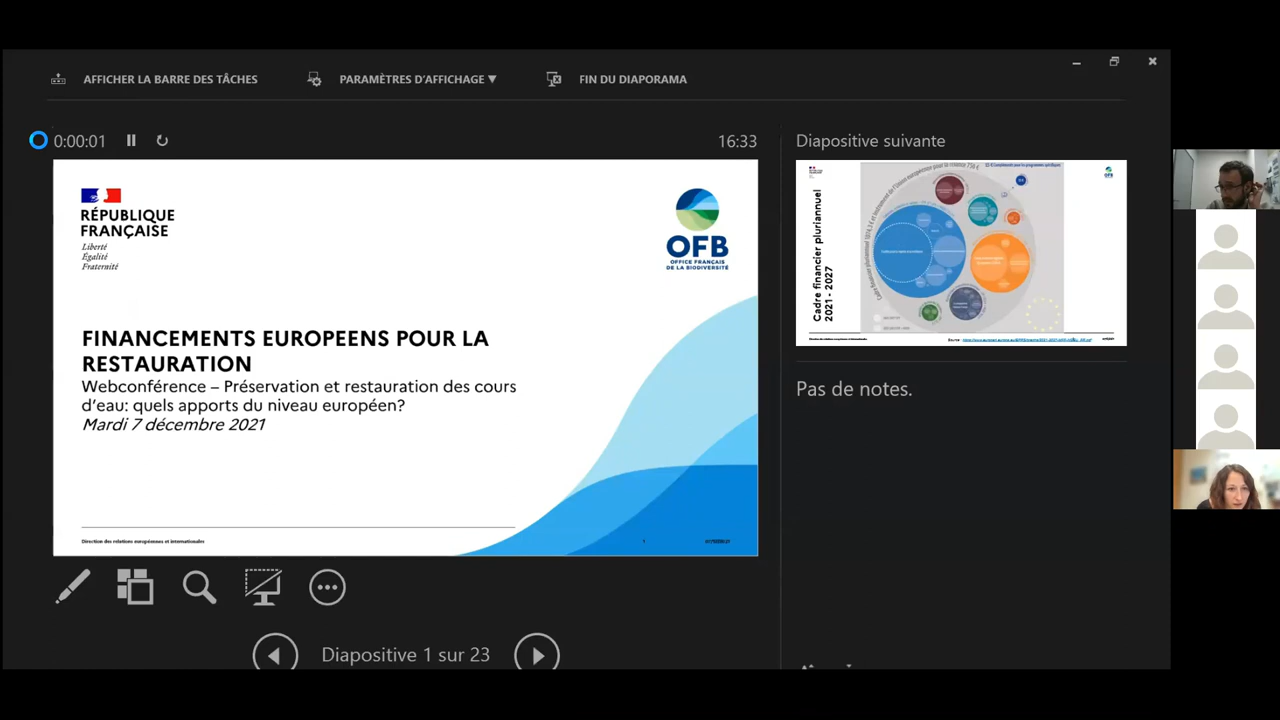 AFFICHER LA BARRE DES TÂCHES
PARAMÈTRES D'AFFICHAGE ▼
FIN DU DIAPORAMA
0:00:01
16:33
RÉPUBLIQUE
FRANÇAISE
Liberté
Égalité
Fraternité
OFB
OFFICE FRANÇAIS
DE LA BIODIVERSITÉ
FINANCEMENTS EUROPEENS POUR LA
RESTAURATION
Webconférence – Préservation et restauration des cours
d'eau: quels apports du niveau européen?
Mardi 7 décembre 2021
Direction des relations européennes et internationales
1
Diapositive 1 sur 23
Diapositive suivante
Cadre financier pluriannuel
2021 - 2027
OFB
Pas de notes.